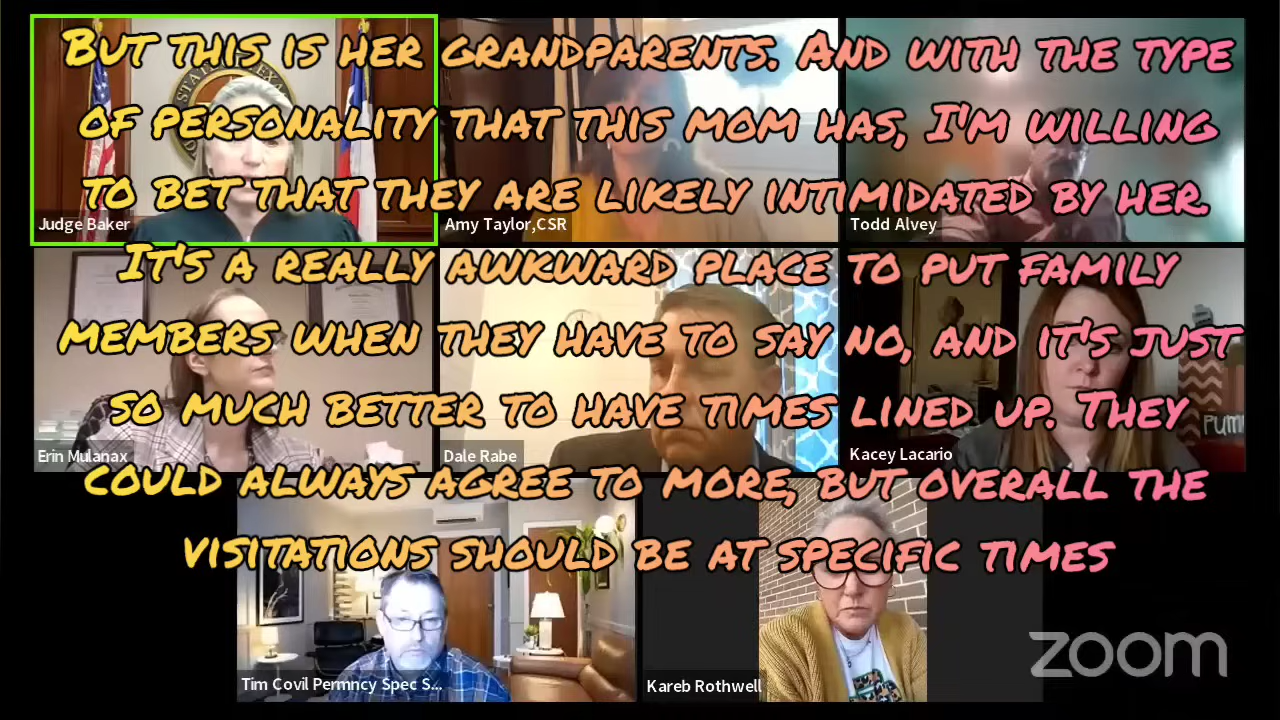 But this is her grandparents. And with the type
of personality that this mom has, I'm willing
to bet that they are likely intimidated by her.
It's a really awkward place to put family
members when they have to say no, and it's just
so much better to have times lined up. They
could always agree to more, but overall the
visitations should be at specific times
Judge Baker
Amy Taylor,CSR
Todd Alvey
Erin Mulanax
Dale Rabe
Kacey Lacario
Tim Covil Permncy Spec S...
Kareb Rothwell
zoom